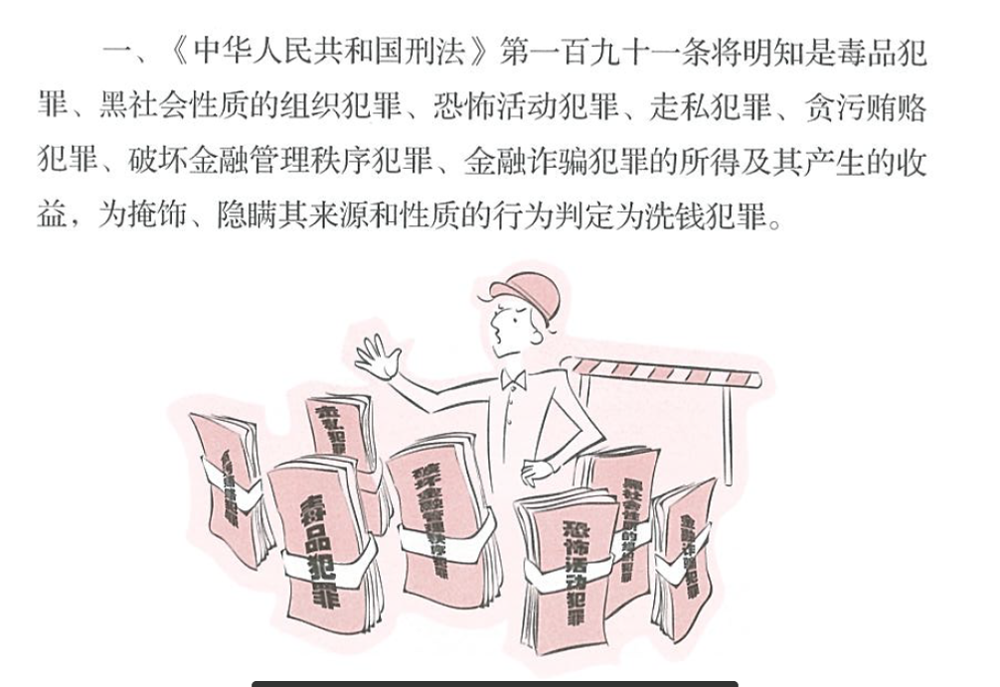 一、《中华人民共和国刑法》第一百九十一条将明知是毒品犯
罪、黑社会性质的组织犯罪、恐怖活动犯罪、走私犯罪、贪污贿赂
犯罪、破坏金融管理秩序犯罪、金融诈骗犯罪的所得及其产生的收
益，为掩饰、隐瞒其来源和性质的行为判定为洗钱犯罪。
贪污贿赂犯罪
走私犯罪
毒品犯罪
破坏金融管理秩序犯罪
恐怖活动犯罪
黑社会性质的组织犯罪
金融诈骗犯罪